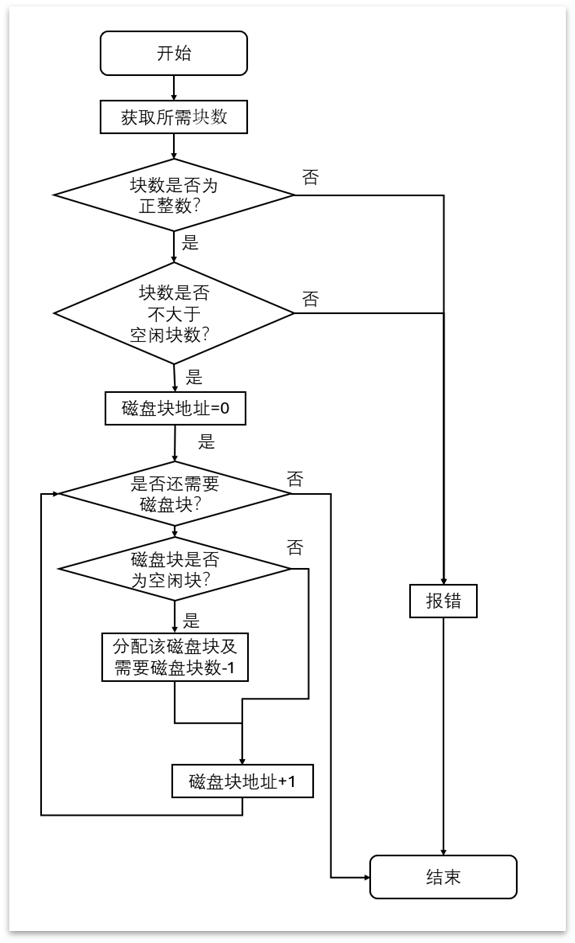 开始
获取所需块数
块数是否为
正整数?
否
是
块数是否
不大于
空闲块数?
否
是
磁盘块地址=0
是
是否还需要
磁盘块?
否
磁盘块是否
为空闲块?
否
是
报错
分配该磁盘块及
需要磁盘块数-1
磁盘块地址+1
结束